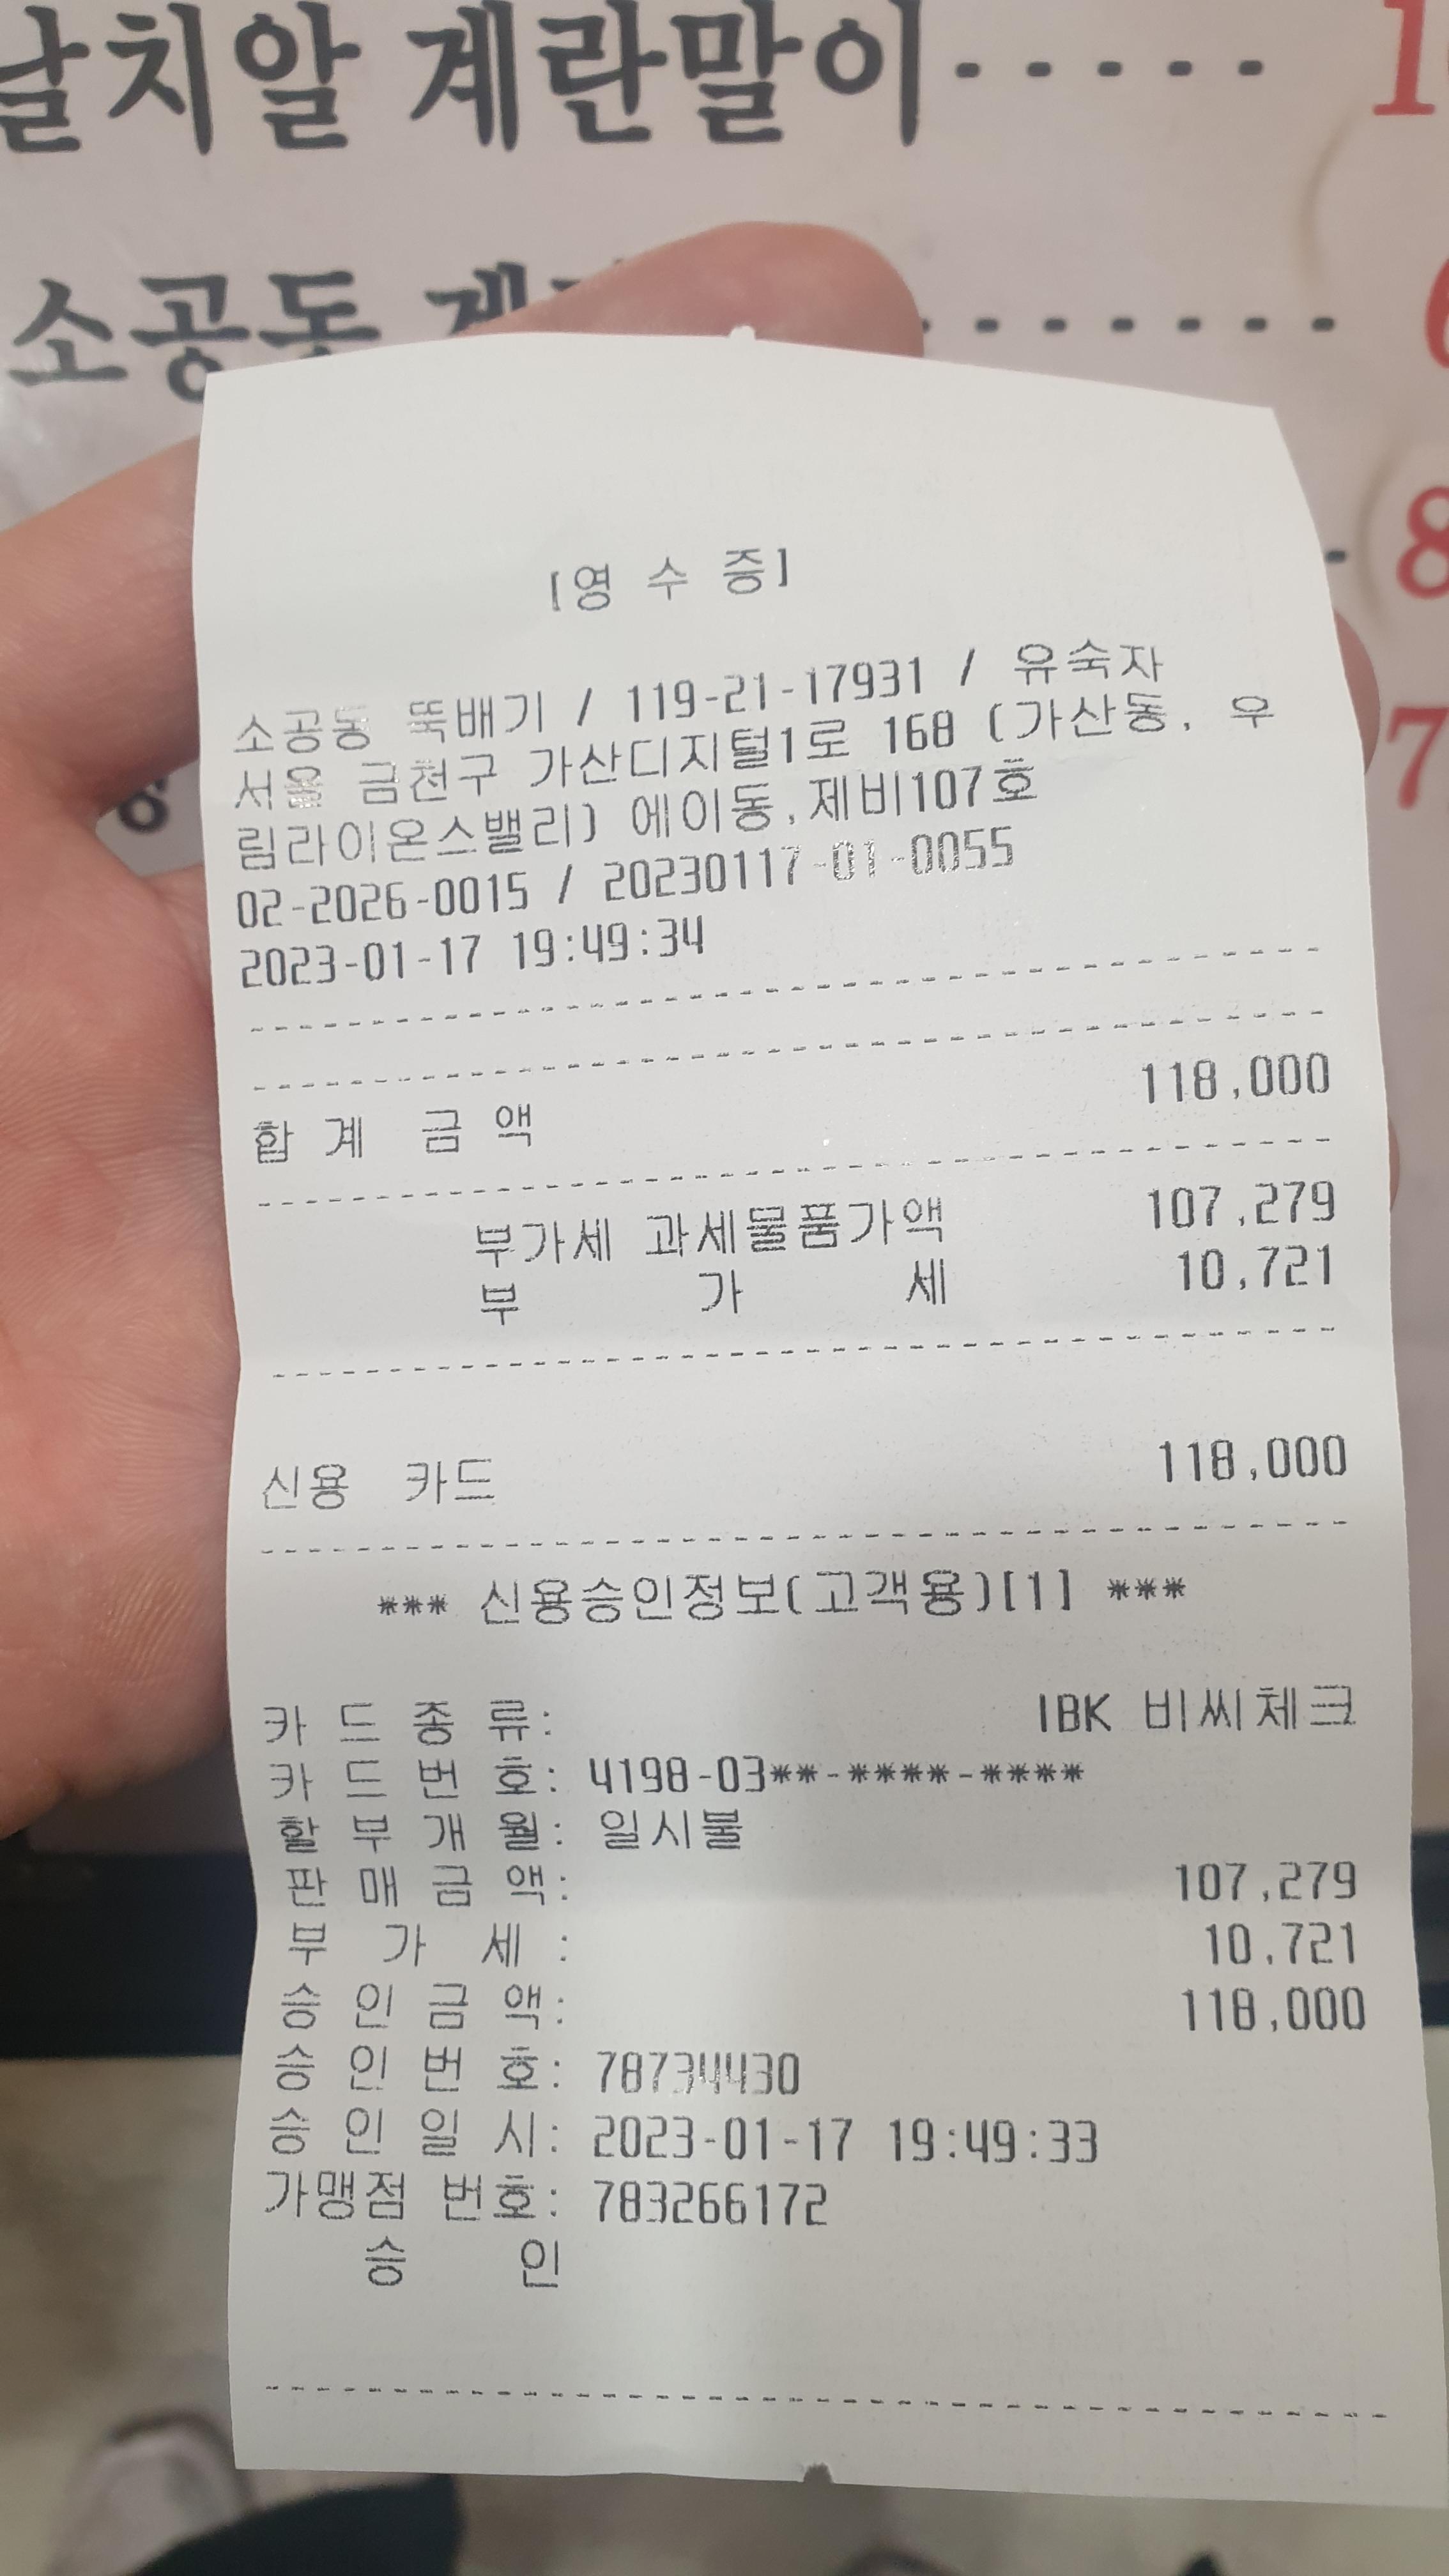 날치알 계란말이 ----- 1
소공동 6
8
7
[영 수 증]
소공동 뚝배기 / 119-21-17931 / 유숙자
서울 금천구 가산디지털1로 168 (가산동, 우
림라이온스밸리) 에이동,제비107호
02-2026-0015 / 20230117-01-0055
2023-01-17 19:49:34
합 계 금 액 118,000
부가세 과세물품가액 107,279
부 가 세 10,721
신용 카드 118,000
*** 신용승인정보(고객용)[1] ***
카 드 종 류: IBK 비씨체크
카 드 번 호: 4198-03**-****-****
할 부 개 월: 일시불
판 매 금 액: 107,279
부 가 세 : 10,721
승 인 금 액: 118,000
승 인 번 호: 78734430
승 인 일 시: 2023-01-17 19:49:33
가맹점 번호: 783266172
승 인